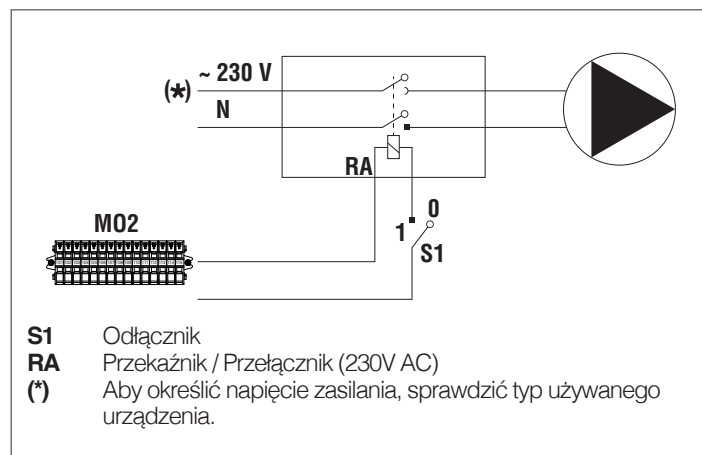 ~ 230 V
(*)
N
RA
MO2
1
0
S1
S1 Odłącznik
RA Przekaźnik / Przełącznik (230V AC)
(*) Aby określić napięcie zasilania, sprawdzić typ używanego
urządzenia.